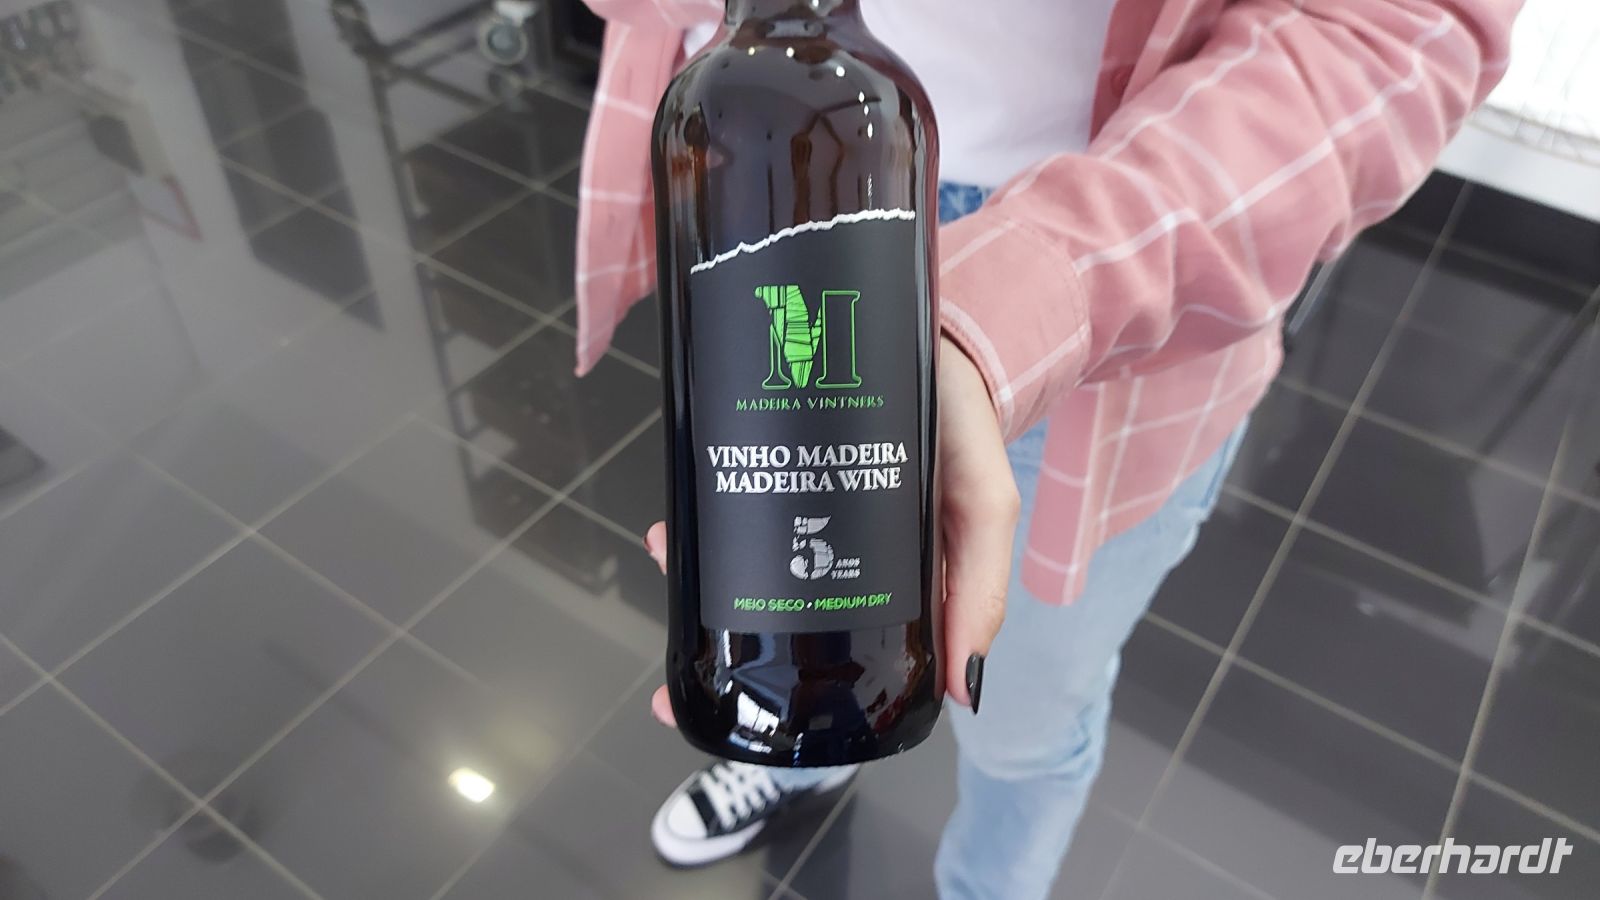 M
MADEIRA VINTNERS
VINHO MADEIRA
MADEIRA WINE
5 ANOS
YEARS
MEIO SECO • MEDIUM DRY
eberhardt